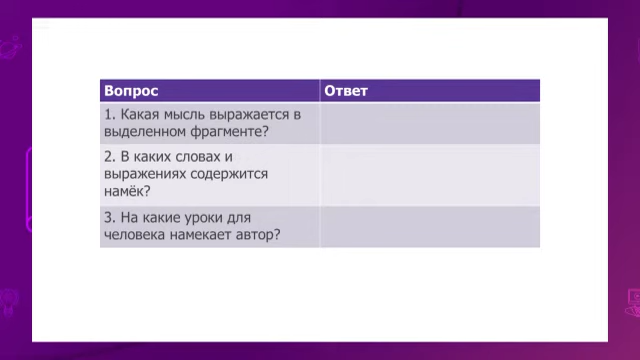 Вопрос
Ответ
1. Какая мысль выражается в
выделенном фрагменте?
2. В каких словах и
выражениях содержится
намёк?
3. На какие уроки для
человека намекает автор?